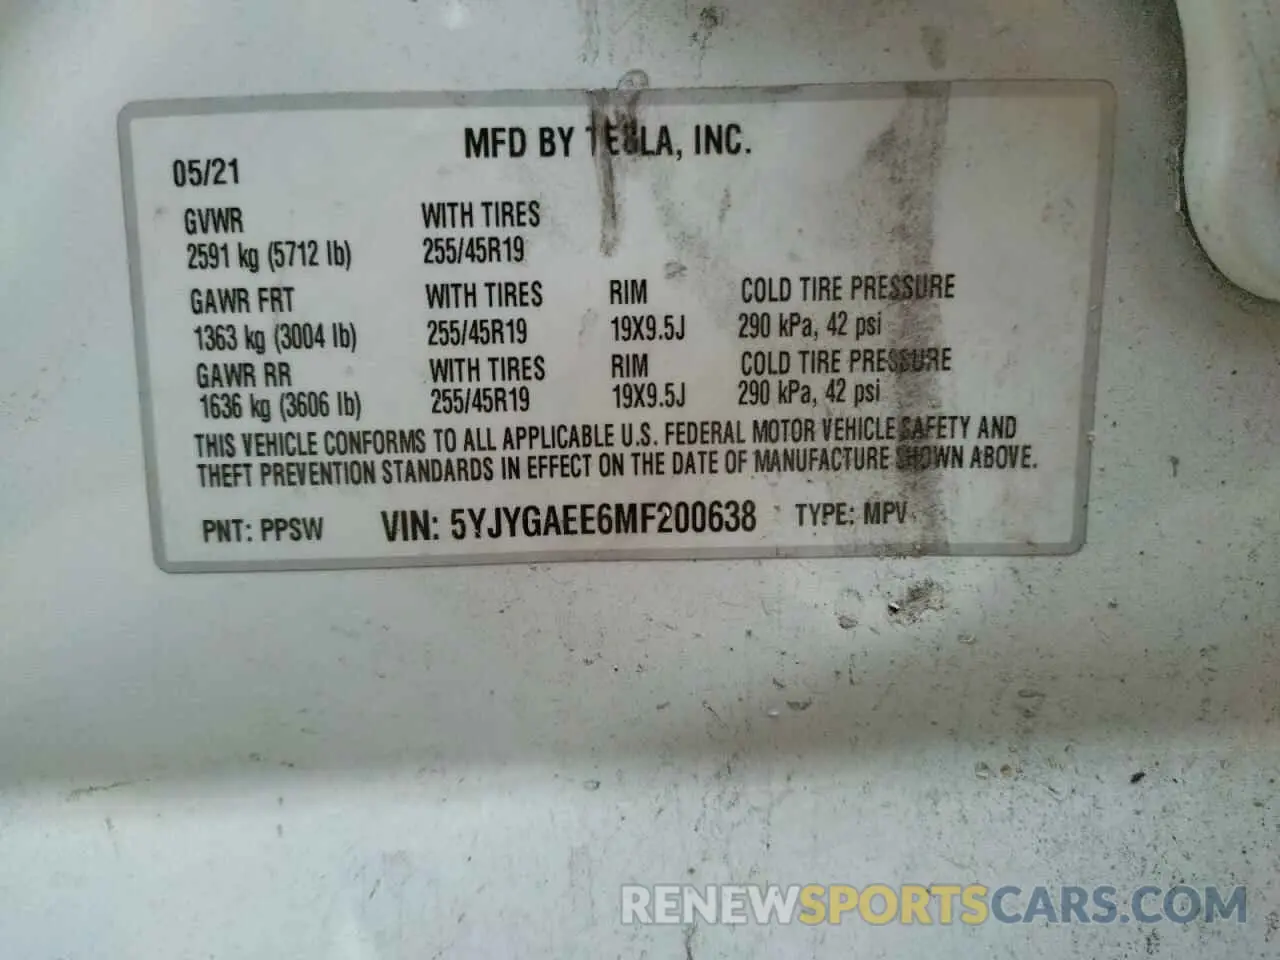 MFD BY TESLA, INC.
05/21
GVWR WITH TIRES
2591 kg (5712 lb) 255/45R19
GAWR FRT WITH TIRES RIM COLD TIRE PRESSURE
1363 kg (3004 lb) 255/45R19 19X9.5J 290 kPa, 42 psi
GAWR RR WITH TIRES RIM COLD TIRE PRESSURE
1636 kg (3606 lb) 255/45R19 19X9.5J 290 kPa, 42 psi
THIS VEHICLE CONFORMS TO ALL APPLICABLE U.S. FEDERAL MOTOR VEHICLE SAFETY AND
THEFT PREVENTION STANDARDS IN EFFECT ON THE DATE OF MANUFACTURE SHOWN ABOVE.
PNT: PPSW VIN: 5YJYGAEE6MF200638 TYPE: MPV
RENEWSPORTSCARS.COM